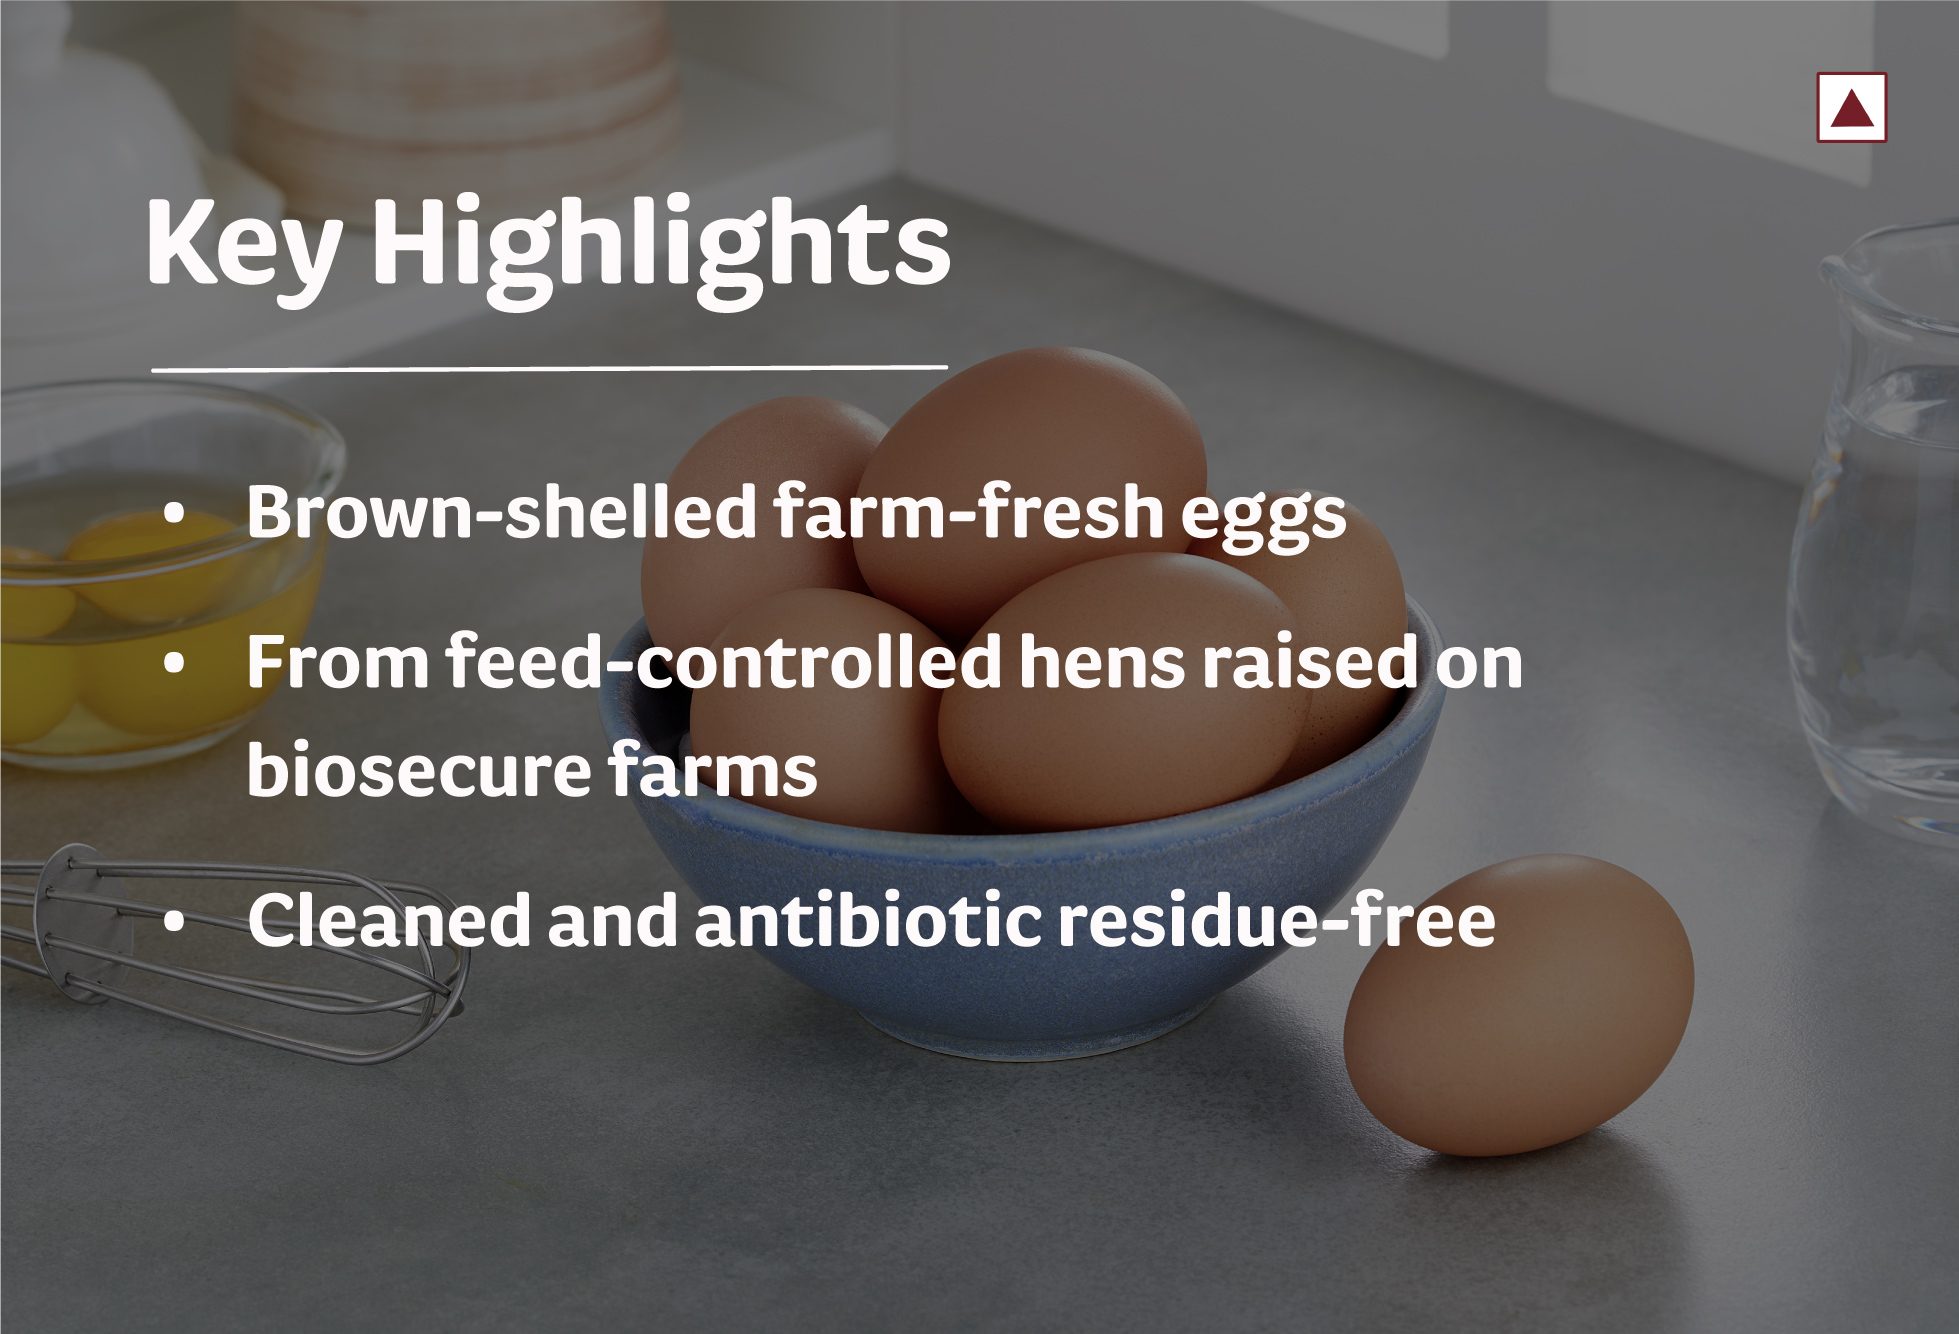 Key Highlights
• Brown-shelled farm-fresh eggs
• From feed-controlled hens raised on
biosecure farms
• Cleaned and antibiotic residue-free